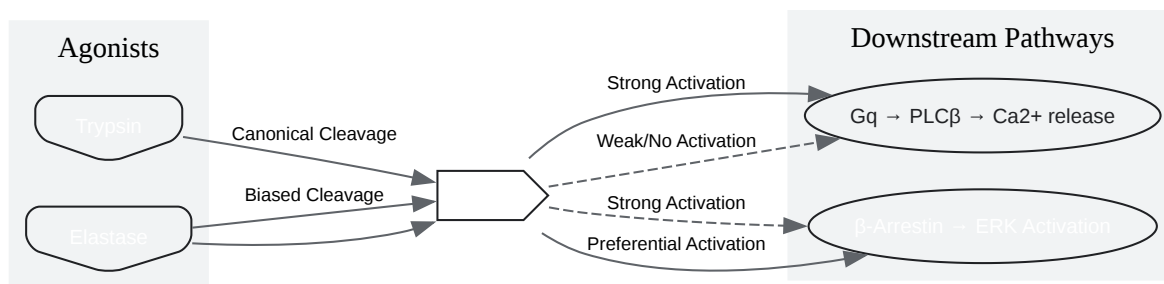 Agonists
Downstream Pathways
Trypsin
Canonical Cleavage
Elastase
Biased Cleavage
Strong Activation
Weak/No Activation
Strong Activation
Preferential Activation
Gq → PLCβ → Ca2+ release
β-Arrestin → ERK Activation